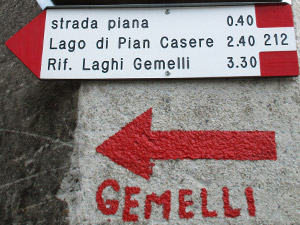 strada piana 0.40
Lago di Pian Casere 2.40 212
Rif. Laghi Gemelli 3.30
GEMELLI